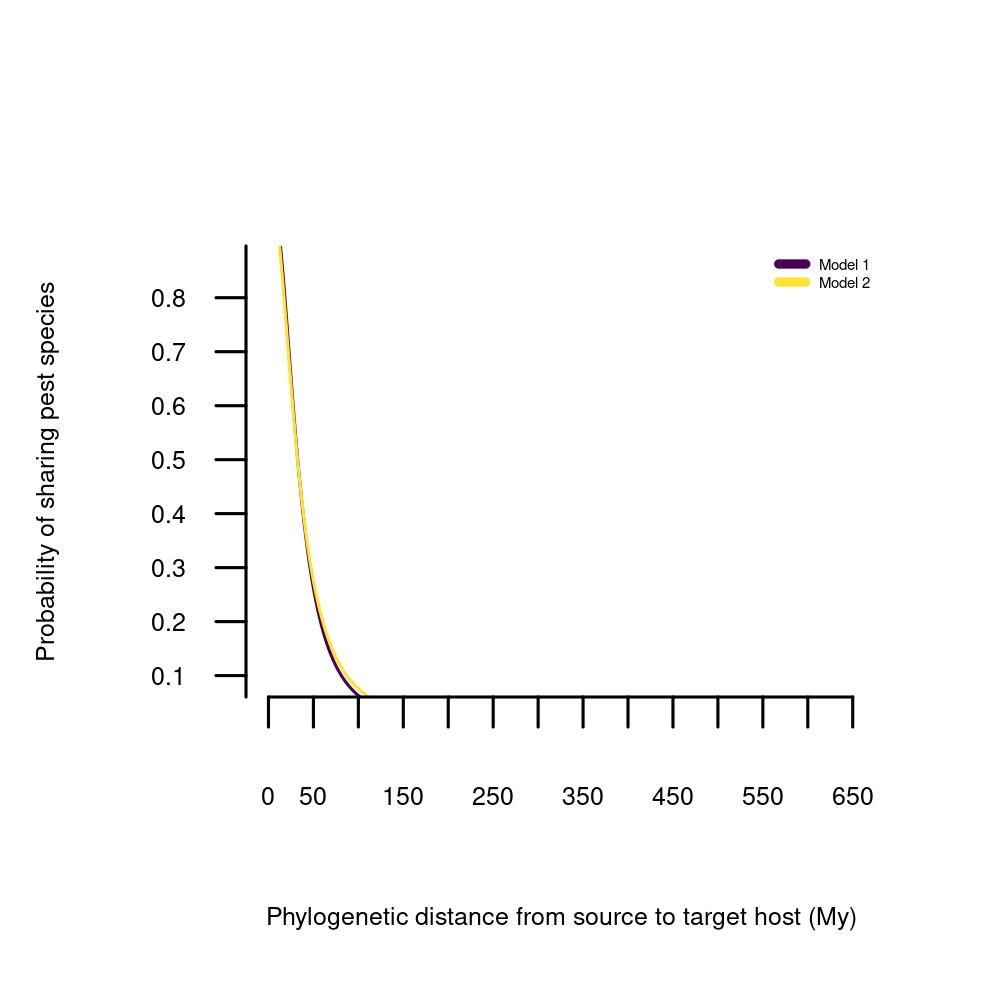 Model 1
Model 2
Probability of sharing pest species
0.8
0.7
0.6
0.5
0.4
0.3
0.2
0.1
0 50 150 250 350 450 550 650
Phylogenetic distance from source to target host (My)